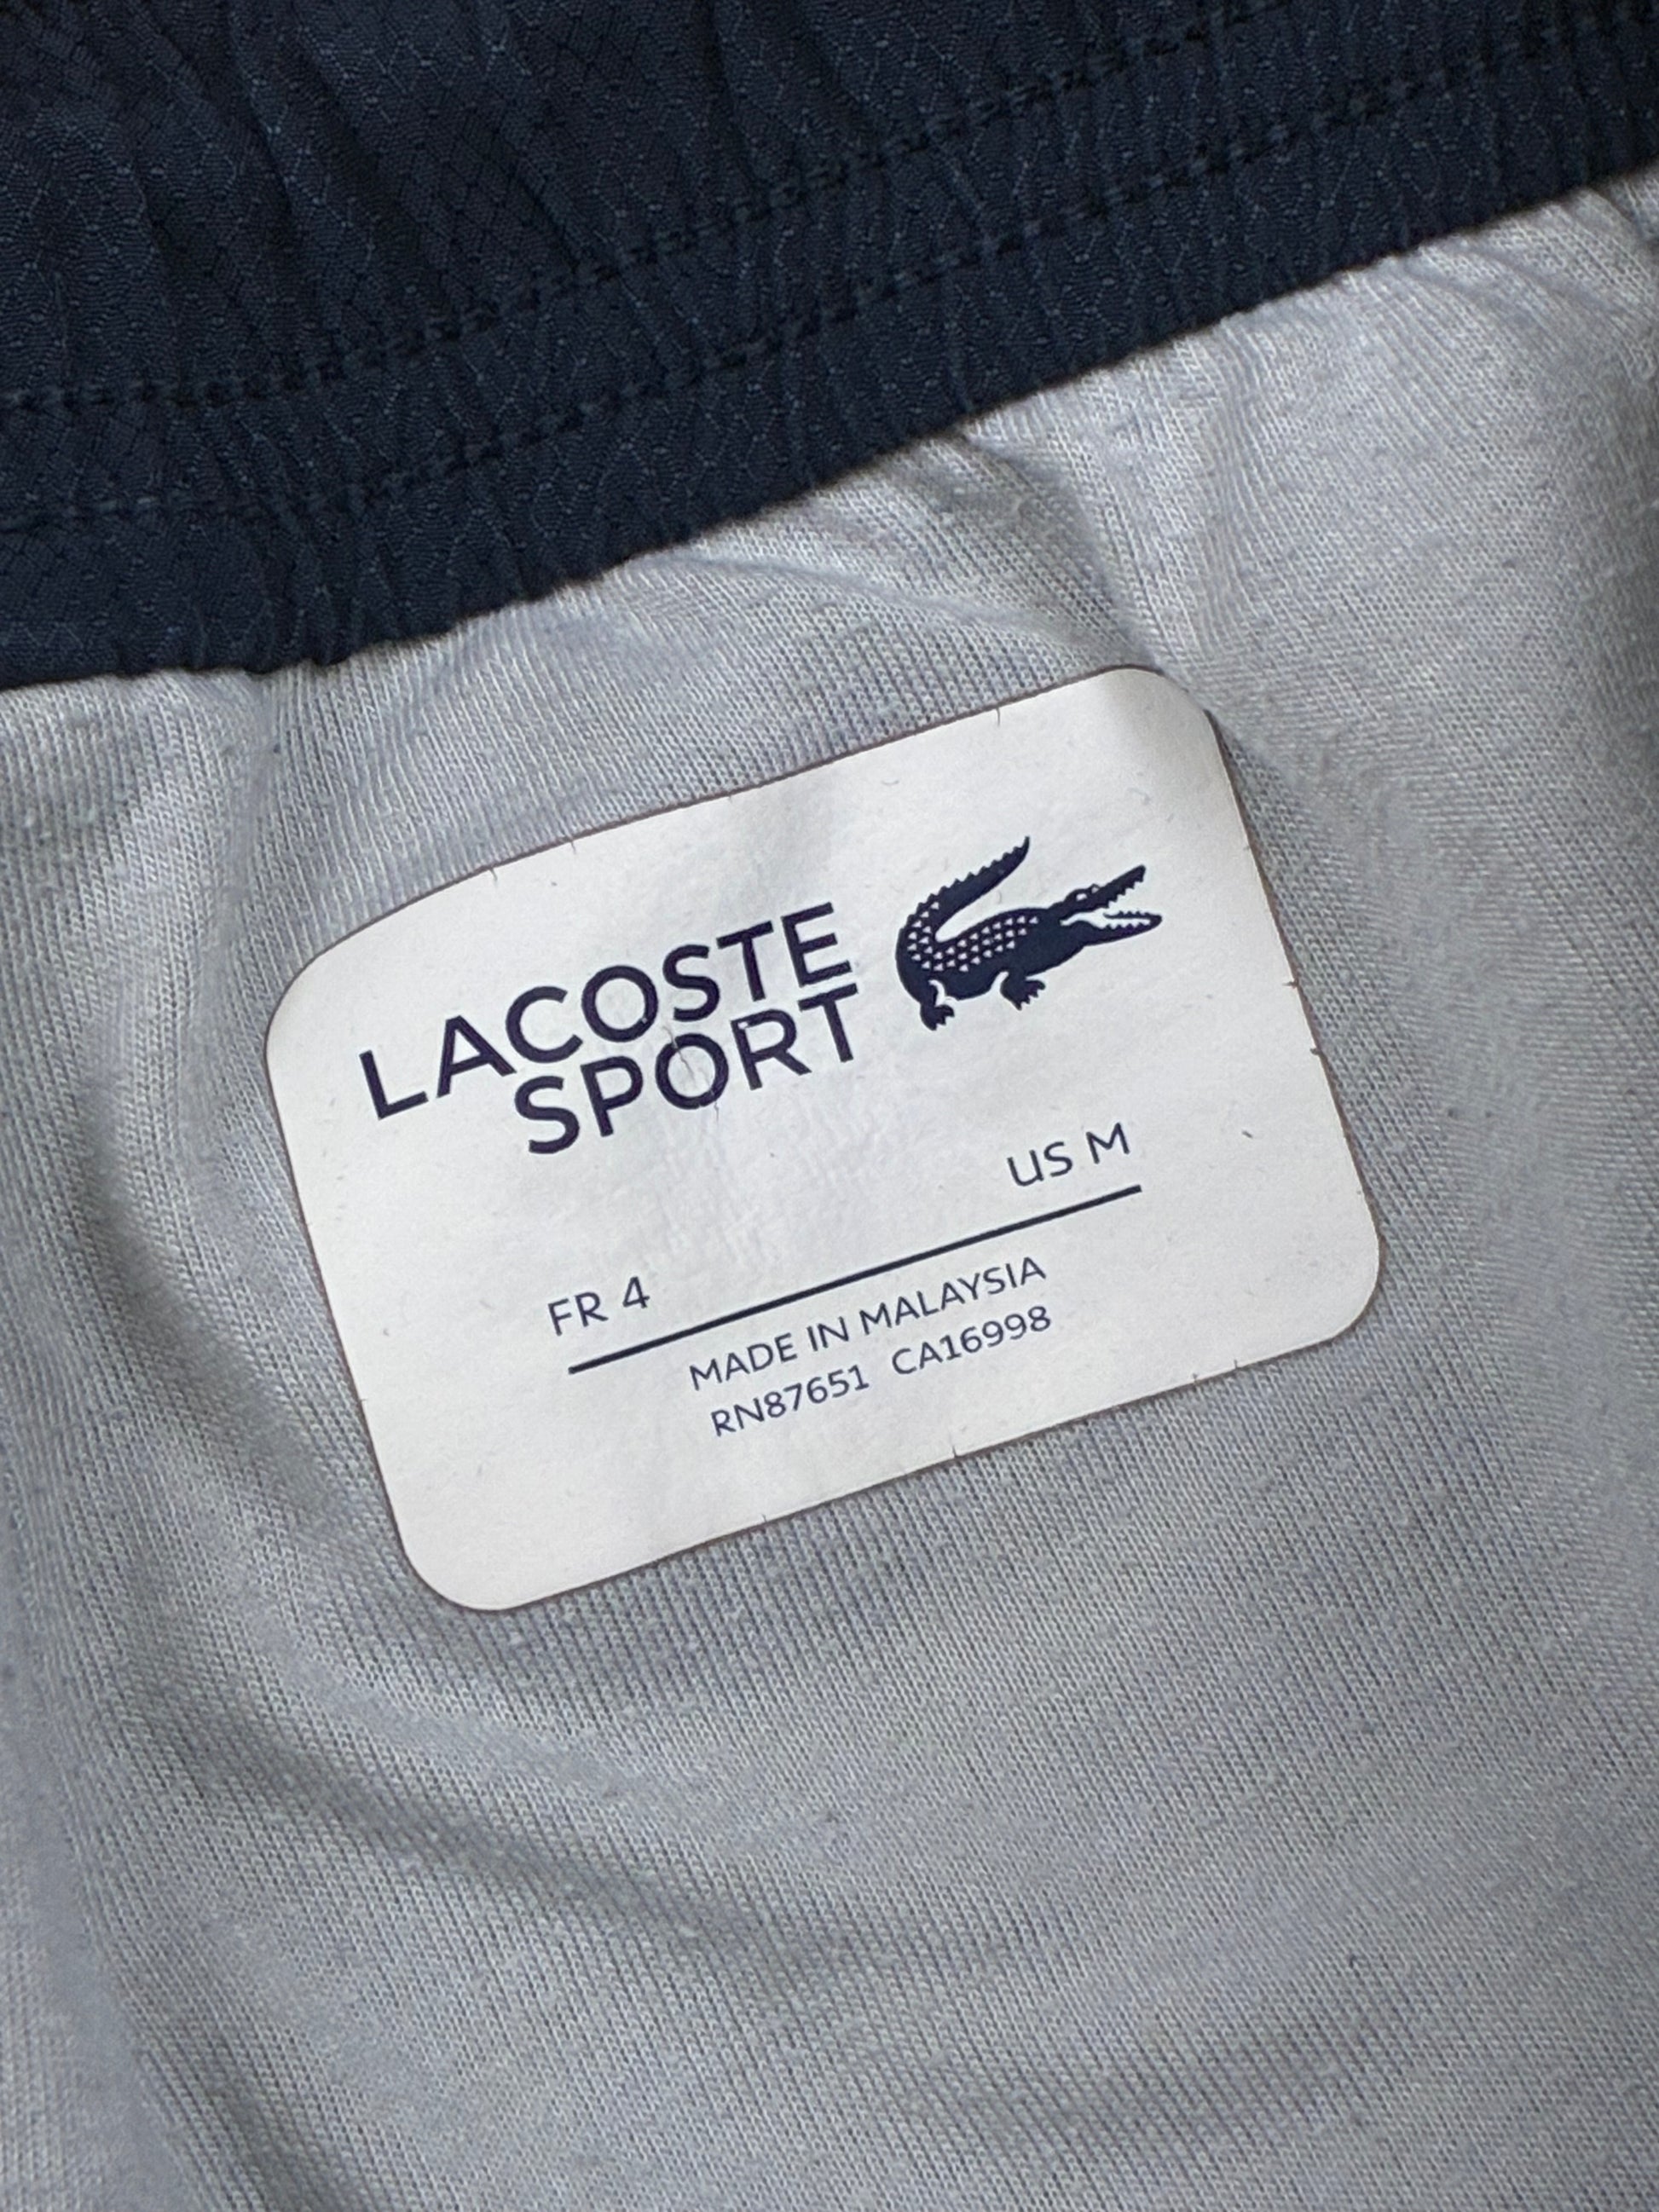 LACOSTE
SPORT
FR 4 US M
MADE IN MALAYSIA
RN87651 CA16998